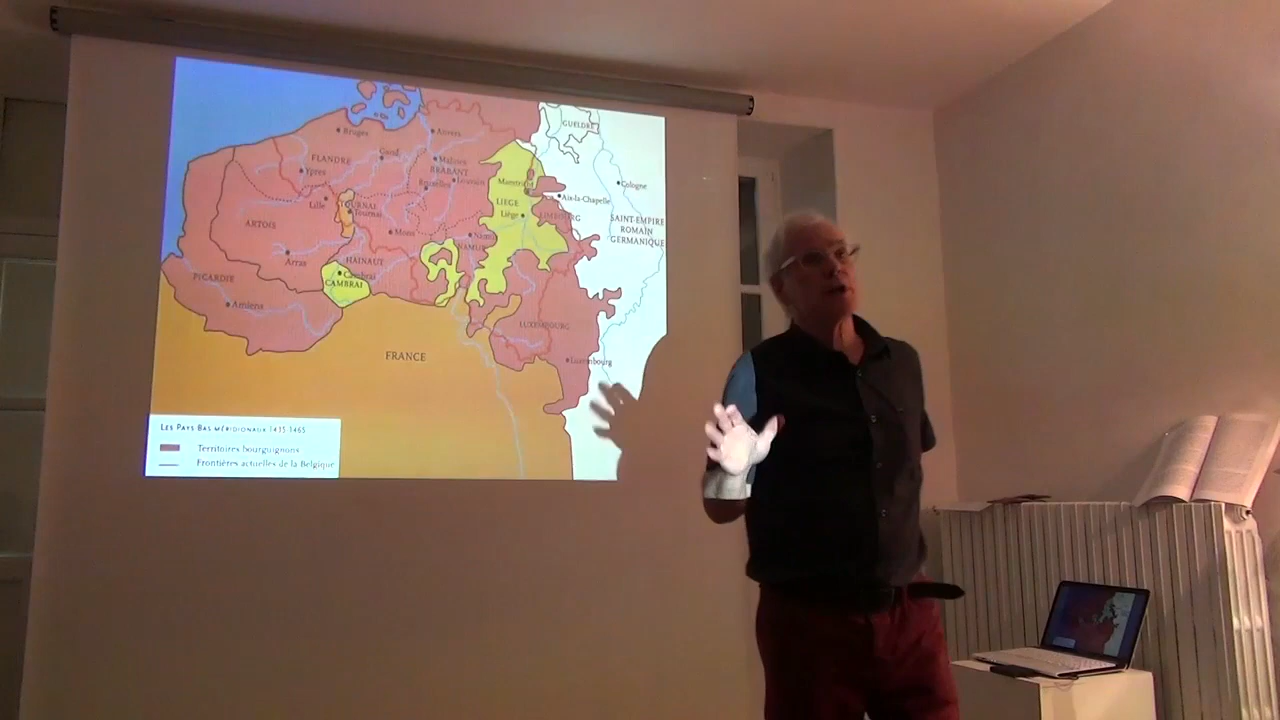 GUELDRE
Bruges
Anvers
Gand
FLANDRE
Malines
BRABANT
Ypres
Bruxelles
Louvain
Maestricht
Cologne
Aix-la-Chapelle
Lille
TOURNAI
Tournai
LIEGE
Liège
LIMBOURG
SAINT-EMPIRE
ROMAIN
GERMANIQUE
ARTOIS
Mons
Namur
NAMUR
Arras
HAINAUT
Cambrai
CAMBRAI
PICARDIE
Amiens
LUXEMBOURG
FRANCE
Luxembourg
LES PAYS BAS MÉRIDIONAUX 1435-1465
Territoires bourguignons
Frontières actuelles de la Belgique